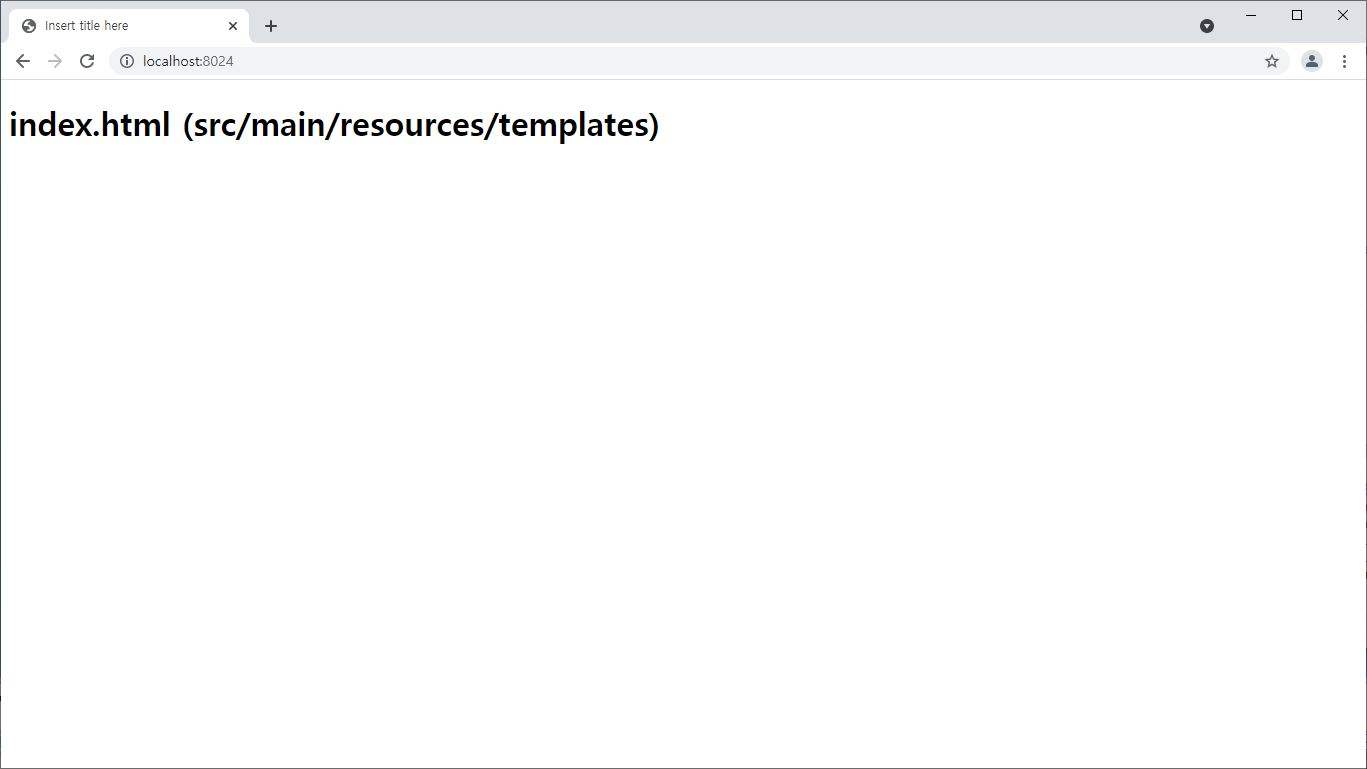 Insert title here
localhost:8024
index.html (src/main/resources/templates)